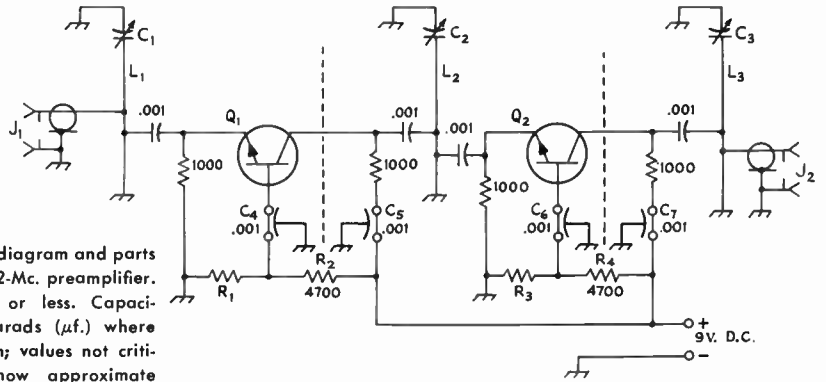 C1
C2
C3
L1
L2
L3
.001
Q1
.001
.001
Q2
.001
J1
1000
1000
1000
1000
J2
C4
.001
C5
.001
C6
.001
C7
.001
R1
R2
4700
R3
R4
4700
+
9V. D.C.
−
diagram and parts
2-Mc. preamplifier.
or less. Capaci-
arads (μf.) where
n; values not criti-
now approximate